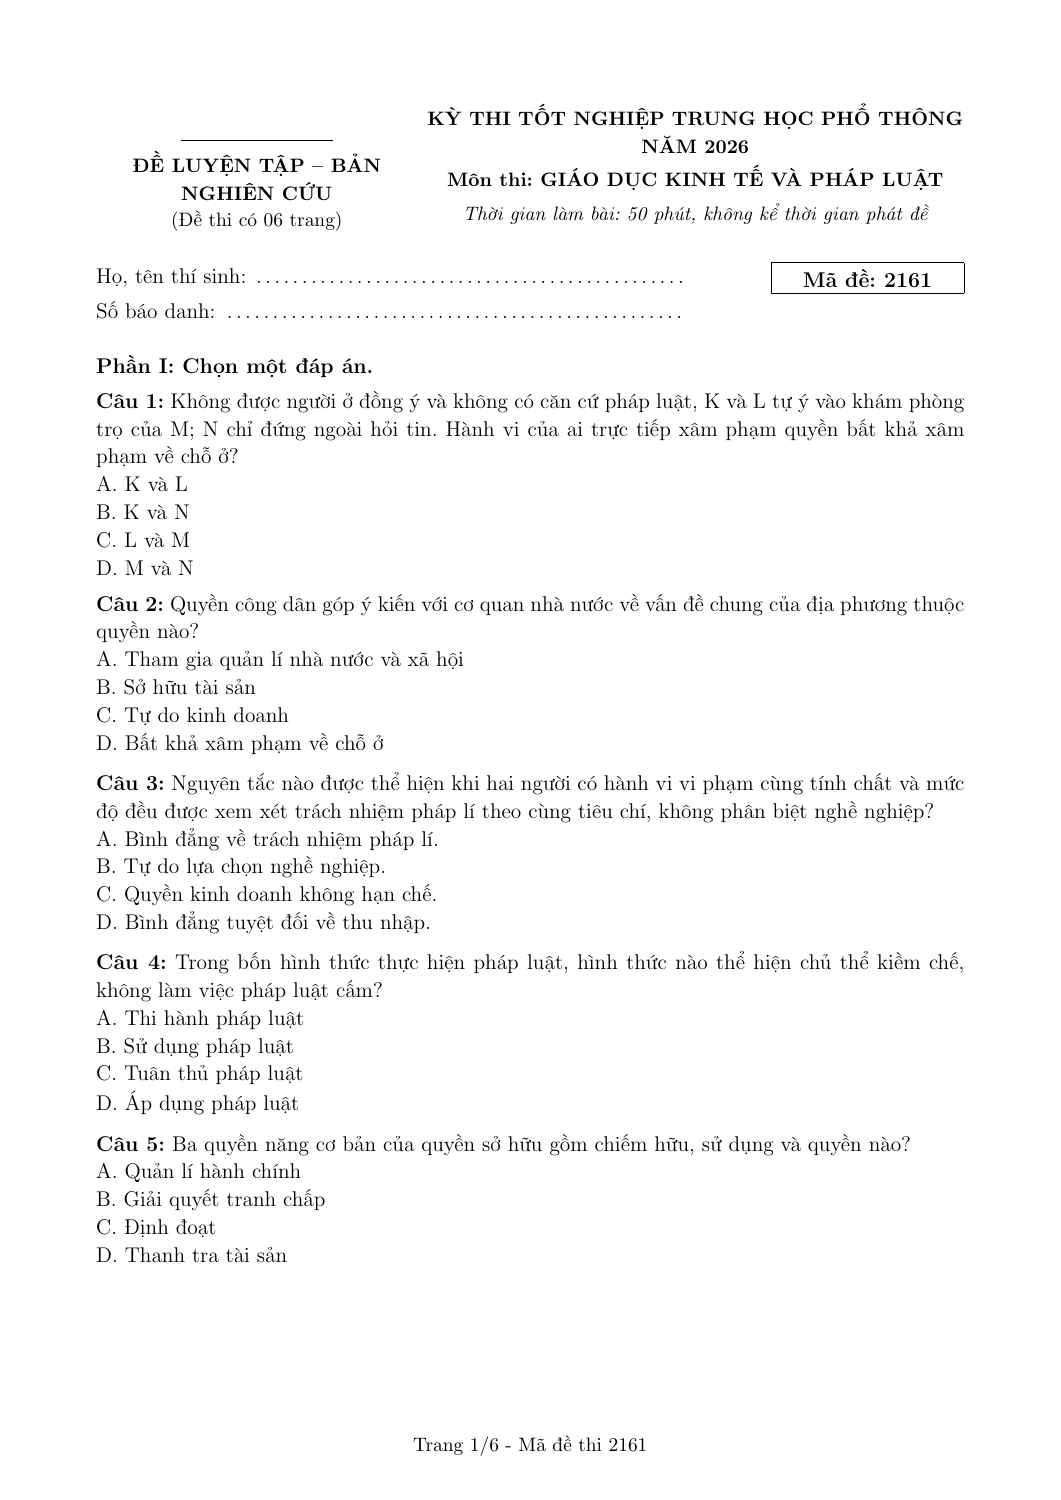 ĐỀ LUYỆN TẬP – BẢN
NGHIÊN CỨU
(Đề thi có 06 trang)
KỲ THI TỐT NGHIỆP TRUNG HỌC PHỔ THÔNG
NĂM 2026
Môn thi: GIÁO DỤC KINH TẾ VÀ PHÁP LUẬT
Thời gian làm bài: 50 phút, không kể thời gian phát đề
Họ, tên thí sinh: ................................................
Số báo danh: ...................................................
Mã đề: 2161
Phần I: Chọn một đáp án.
Câu 1: Không được người ở đồng ý và không có căn cứ pháp luật, K và L tự ý vào khám phòng
trọ của M; N chỉ đứng ngoài hỏi tin. Hành vi của ai trực tiếp xâm phạm quyền bất khả xâm
phạm về chỗ ở?
A. K và L
B. K và N
C. L và M
D. M và N
Câu 2: Quyền công dân góp ý kiến với cơ quan nhà nước về vấn đề chung của địa phương thuộc
quyền nào?
A. Tham gia quản lí nhà nước và xã hội
B. Sở hữu tài sản
C. Tự do kinh doanh
D. Bất khả xâm phạm về chỗ ở
Câu 3: Nguyên tắc nào được thể hiện khi hai người có hành vi vi phạm cùng tính chất và mức
độ đều được xem xét trách nhiệm pháp lí theo cùng tiêu chí, không phân biệt nghề nghiệp?
A. Bình đẳng về trách nhiệm pháp lí.
B. Tự do lựa chọn nghề nghiệp.
C. Quyền kinh doanh không hạn chế.
D. Bình đẳng tuyệt đối về thu nhập.
Câu 4: Trong bốn hình thức thực hiện pháp luật, hình thức nào thể hiện chủ thể kiềm chế,
không làm việc pháp luật cấm?
A. Thi hành pháp luật
B. Sử dụng pháp luật
C. Tuân thủ pháp luật
D. Áp dụng pháp luật
Câu 5: Ba quyền năng cơ bản của quyền sở hữu gồm chiếm hữu, sử dụng và quyền nào?
A. Quản lí hành chính
B. Giải quyết tranh chấp
C. Định đoạt
D. Thanh tra tài sản
Trang 1/6 - Mã đề thi 2161